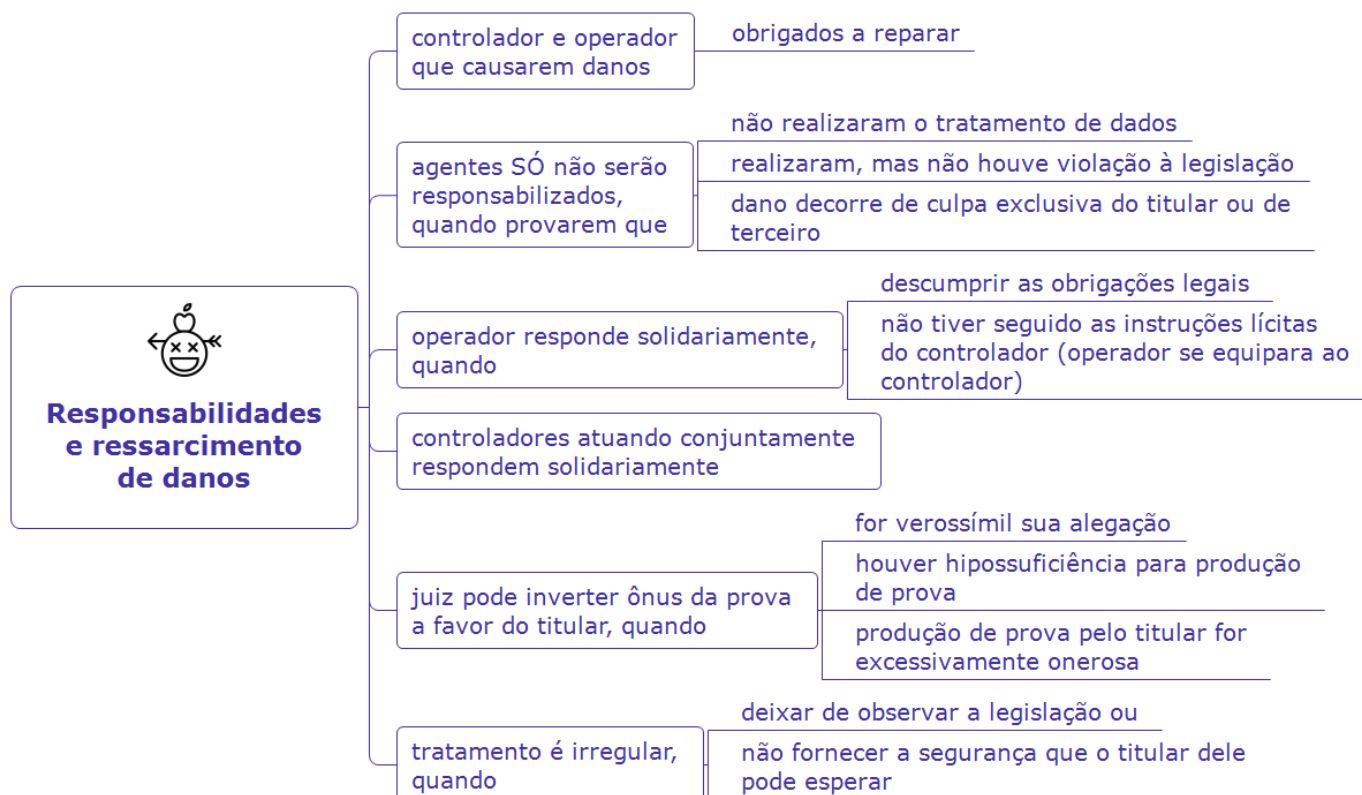 Responsabilidades
e ressarcimento
de danos
controlador e operador
que causarem danos
obrigados a reparar
agentes SÓ não serão
responsabilizados,
quando provarem que
não realizaram o tratamento de dados
realizaram, mas não houve violação à legislação
dano decorre de culpa exclusiva do titular ou de
terceiro
operador responde solidariamente,
quando
descumprir as obrigações legais
não tiver seguido as instruções lícitas
do controlador (operador se equipara ao
controlador)
controladores atuando conjuntamente
respondem solidariamente
juiz pode inverter ônus da prova
a favor do titular, quando
for verossímil sua alegação
houver hipossuficiência para produção
de prova
produção de prova pelo titular for
excessivamente onerosa
tratamento é irregular,
quando
deixar de observar a legislação ou
não fornecer a segurança que o titular dele
pode esperar